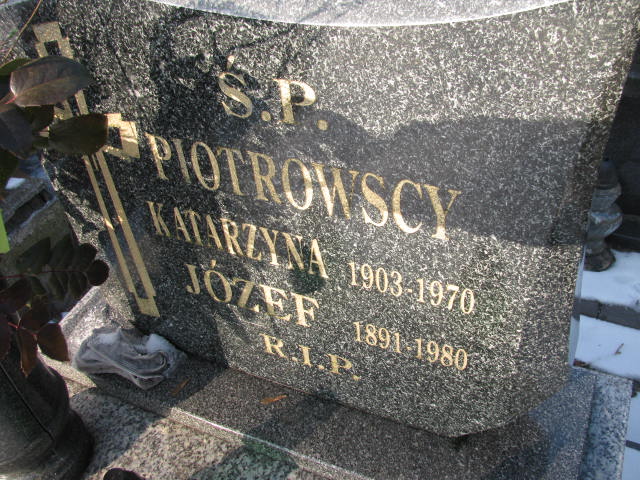 Ś.P.
PIOTROWSCY
KATARZYNA 1903-1970
JÓZEF 1891-1980
R.I.P.